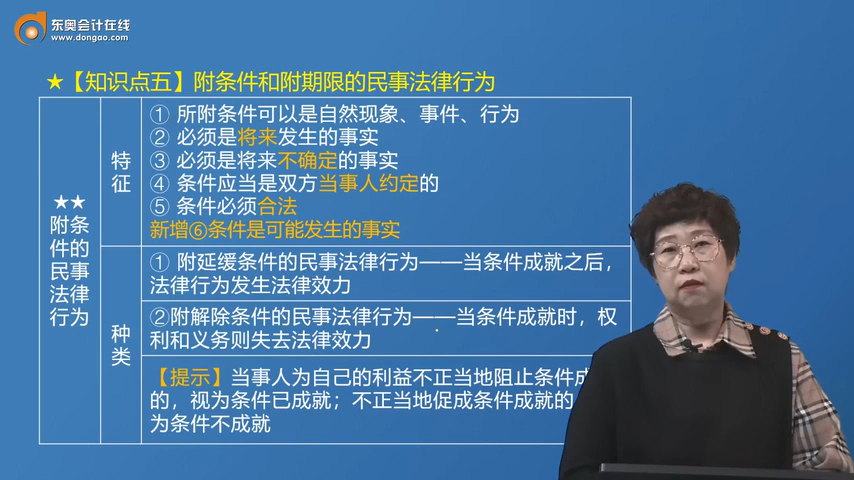 东奥会计在线
www.dongao.com
★【知识点五】附条件和附期限的民事法律行为
★★
附条
件的
民事
法律
行为
特
征
① 所附条件可以是自然现象、事件、行为
② 必须是将来发生的事实
③ 必须是将来不确定的事实
④ 条件应当是双方当事人约定的
⑤ 条件必须合法
新增⑥条件是可能发生的事实
种
类
① 附延缓条件的民事法律行为——当条件成就之后，
法律行为发生法律效力
②附解除条件的民事法律行为——当条件成就时，权
利和义务则失去法律效力
【提示】当事人为自己的利益不正当地阻止条件成
的，视为条件已成就；不正当地促成条件成就的
为条件不成就